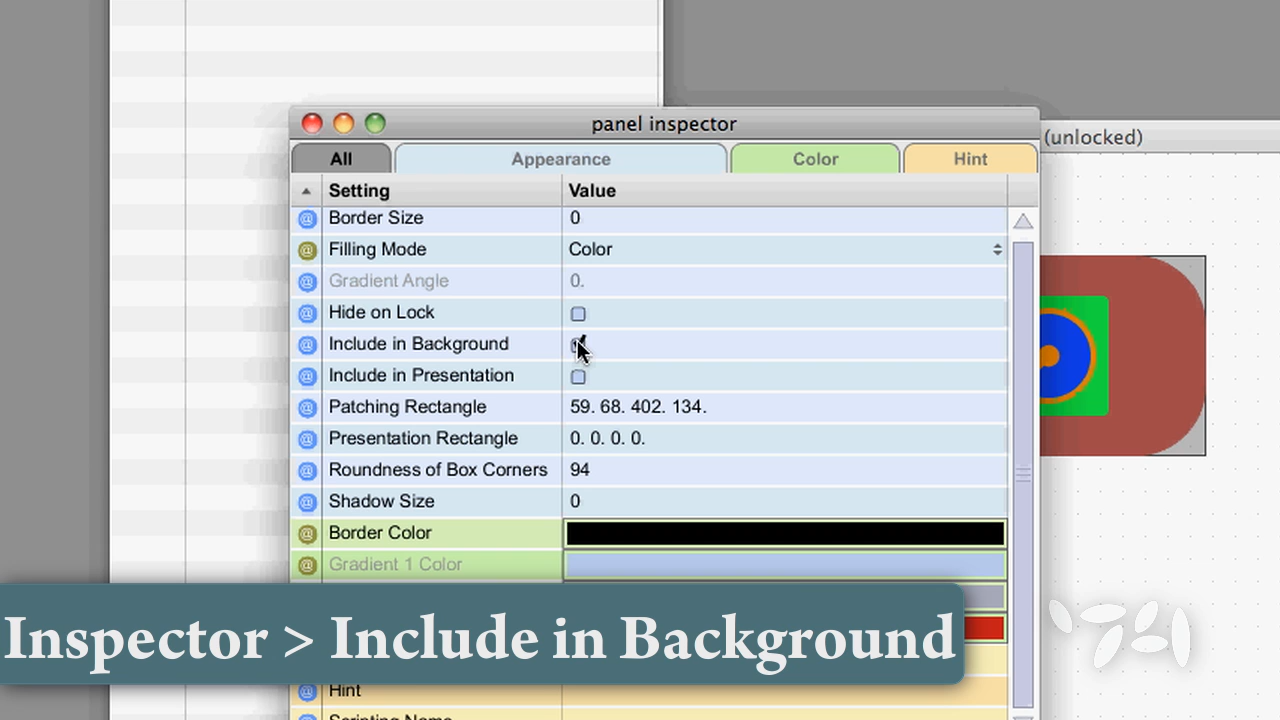 panel inspector
(unlocked)
All Appearance Color Hint
Setting Value
Border Size 0
Filling Mode Color
Gradient Angle 0.
Hide on Lock
Include in Background
Include in Presentation
Patching Rectangle 59. 68. 402. 134.
Presentation Rectangle 0. 0. 0. 0.
Roundness of Box Corners 94
Shadow Size 0
Border Color
Gradient 1 Color
Inspector > Include in Background
Hint
Scripting Name